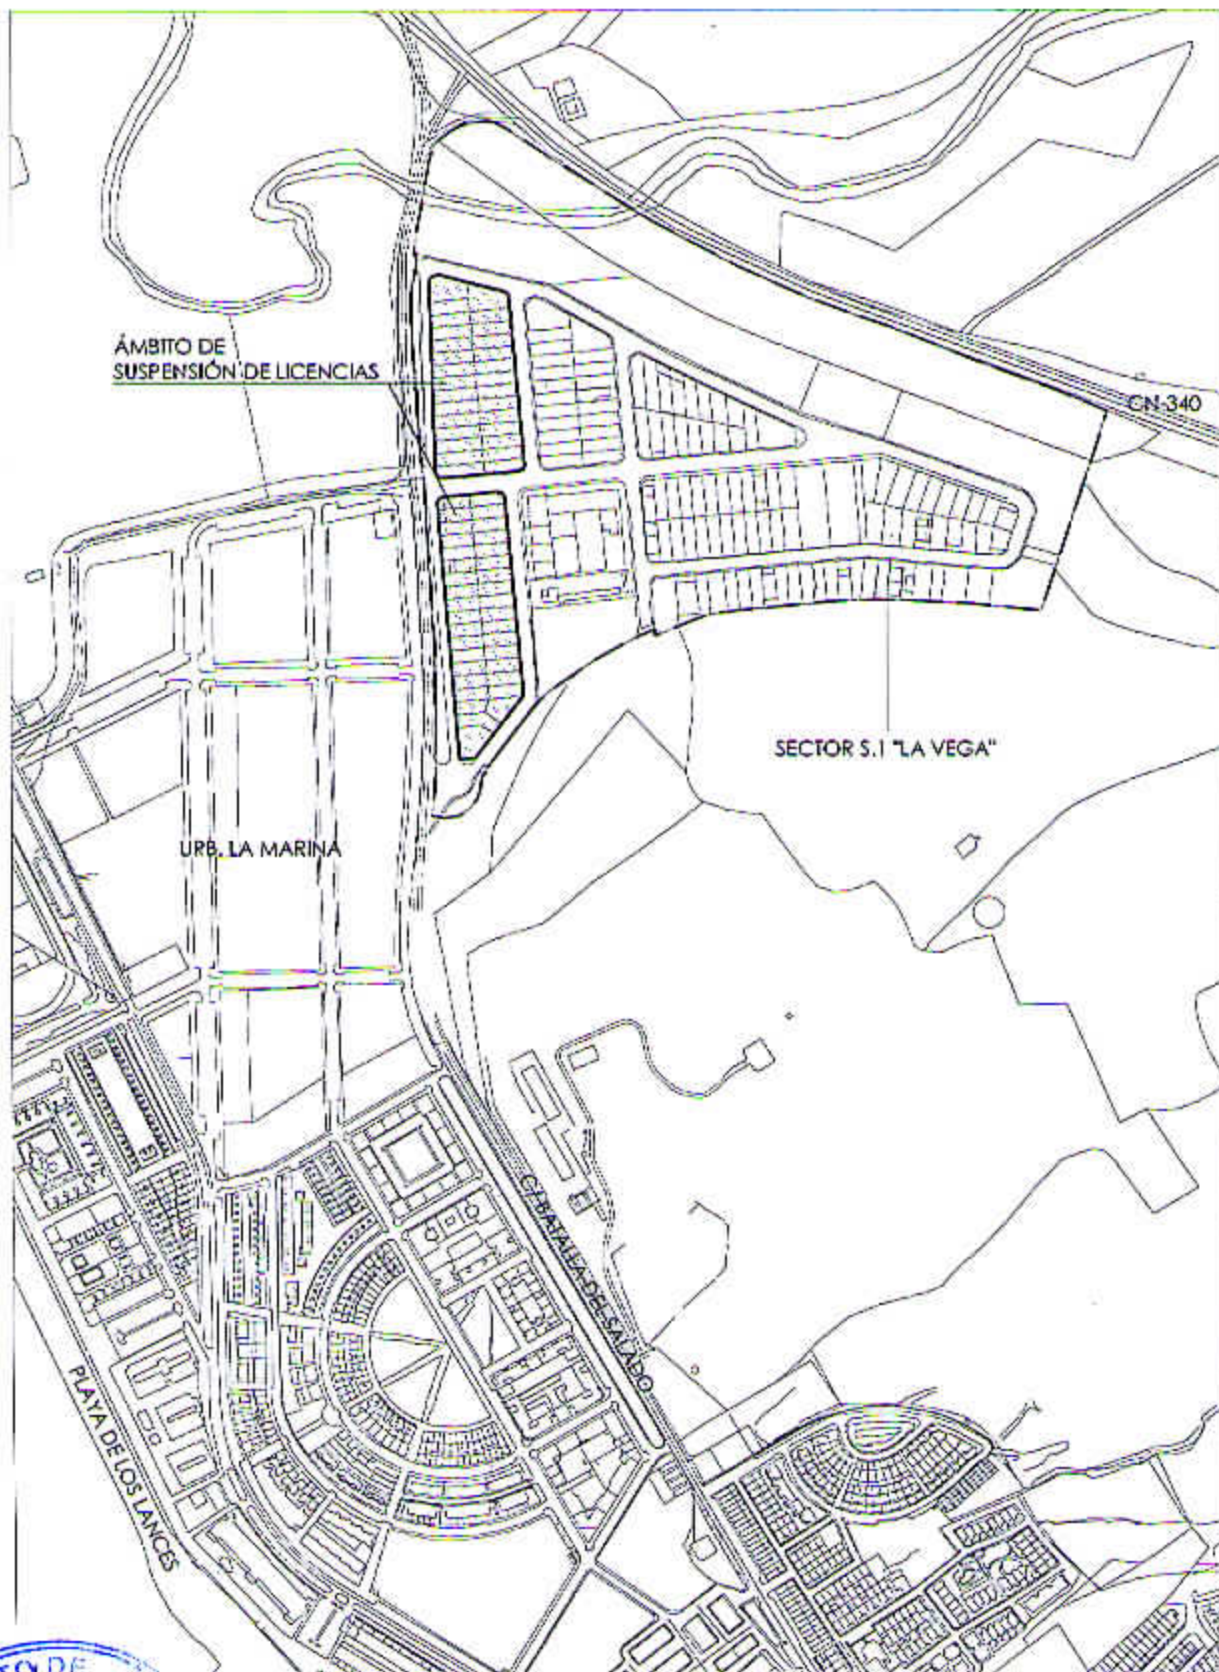 ÁMBITO DE
SUSPENSIÓN DE LICENCIAS
CN-340
SECTOR S.1 "LA VEGA"
URB. LA MARINA
C/ BATALLA DEL SALADO
PLAYA DE LOS LANCES
DE